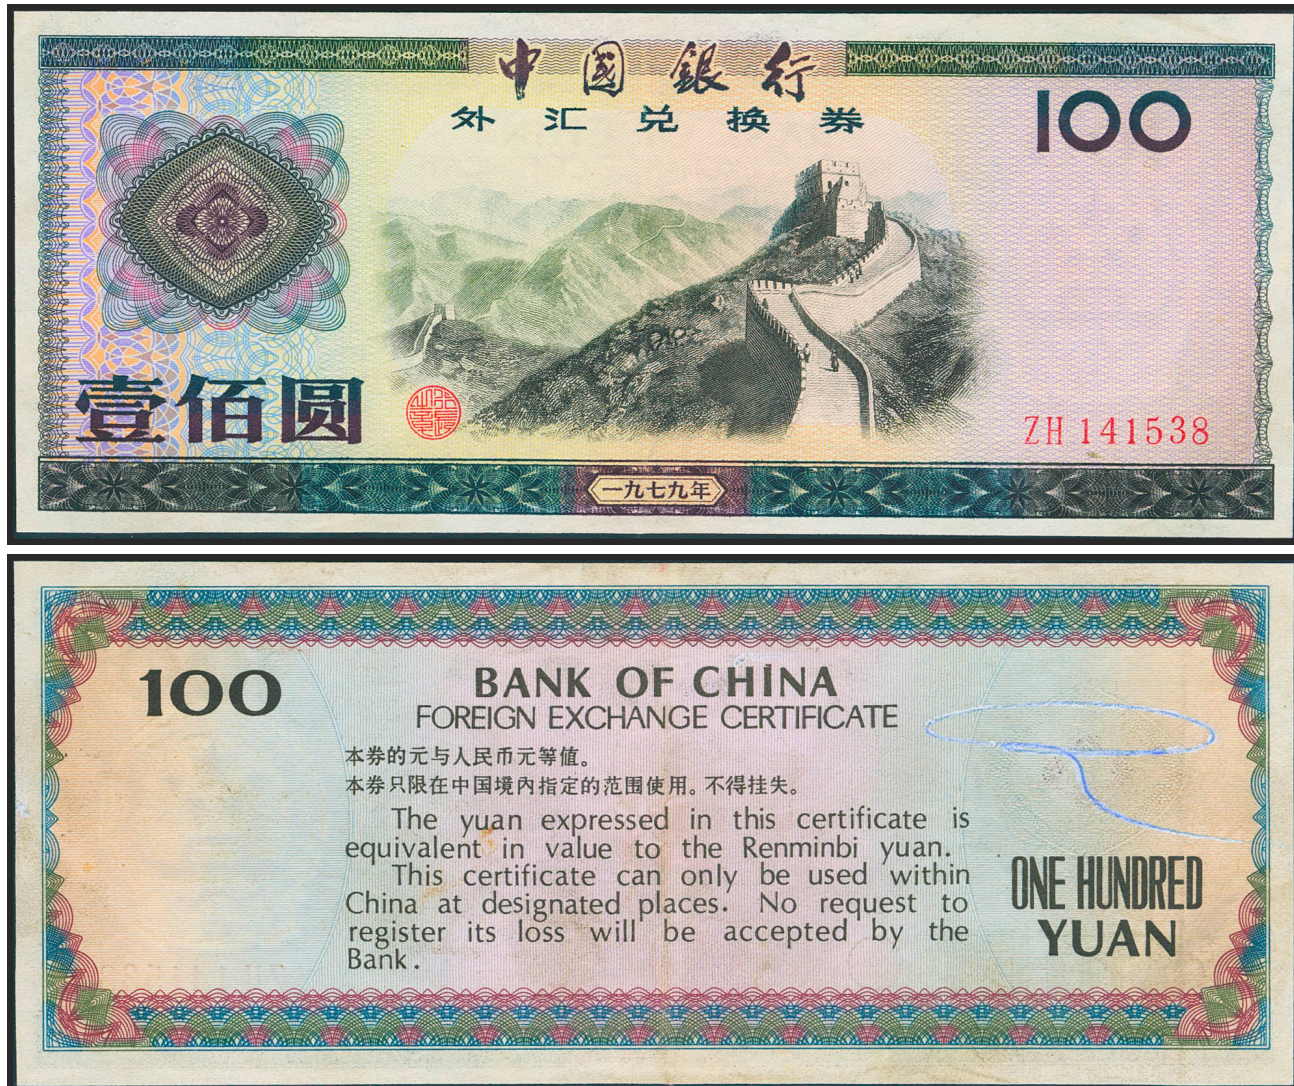 中國銀行
外汇兑换券
100
壹佰圆
ZH 141538
一九七九年
100
BANK OF CHINA
FOREIGN EXCHANGE CERTIFICATE
本券的元与人民币元等值。
本券只限在中国境内指定的范围使用。不得挂失。
The yuan expressed in this certificate is
equivalent in value to the Renminbi yuan.
This certificate can only be used within
China at designated places. No request to
register its loss will be accepted by the
Bank.
ONE HUNDRED
YUAN